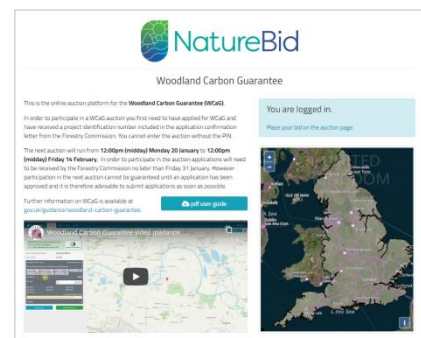 NatureBid
Woodland Carbon Guarantee
This is the online auction platform for the Woodland Carbon Guarantee (WCaG).
In order to participate in a WCaG auction you first need to have applied for WCaG and
have received a project identification number included in the application confirmation
letter from the Forestry Commission. You cannot enter the auction without the PIN.
The next auction will run from 12:00pm (midday) Monday 20 January to 12:00pm
(midday) Friday 14 February. In order to participate in the auction applications will need
to be received by the Forestry Commission no later than Friday 31 January. However
participation in the next auction cannot be guaranteed until an application has been
approved and it is therefore advisable to submit applications as soon as possible.
Further information on WCaG is available at
gov.uk/guidance/woodland-carbon-guarantee.
pdf user guide
Woodland Carbon Guarantee video guidance
You are logged in.
Place your bid on the auction page.
UNITED
KINGDOM